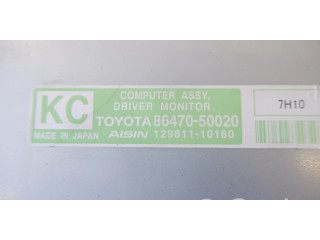 KC
COMPUTER ASSY,
DRIVER MONITOR
TOYOTA 86470-50020
MADE IN JAPAN AISIN 129811-10160
7H10